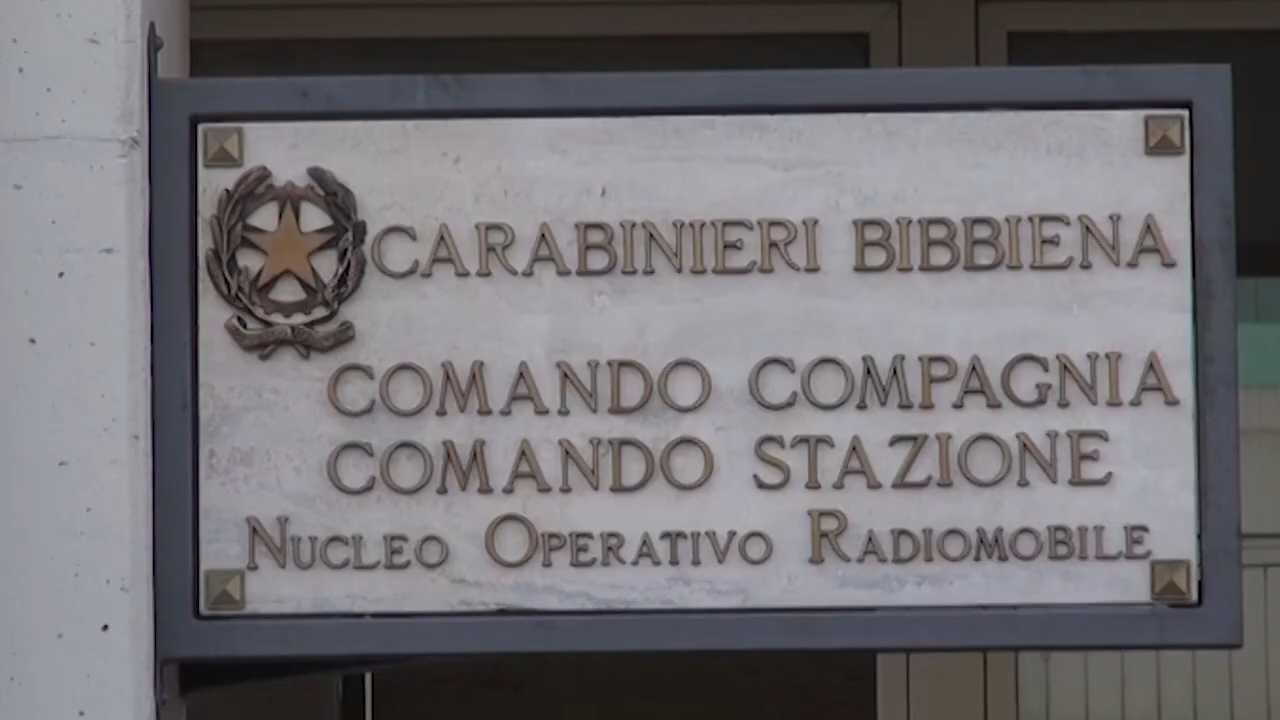 CARABINIERI BIBBIENA
COMANDO COMPAGNIA
COMANDO STAZIONE
NUCLEO OPERATIVO RADIOMOBILE